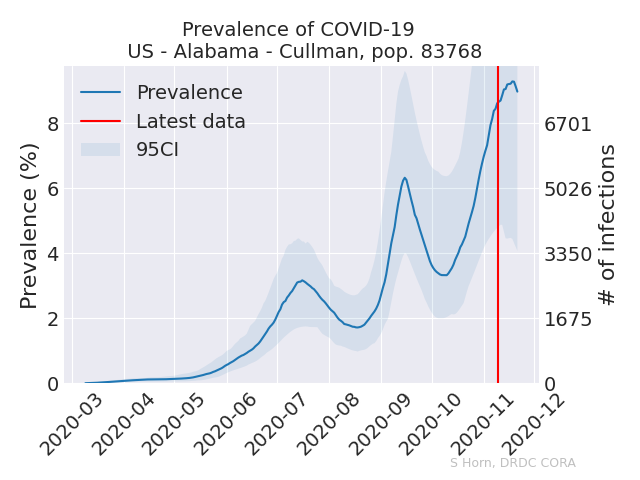 Prevalence of COVID-19
US - Alabama - Cullman, pop. 83768
Prevalence
Latest data
95CI
Prevalence (%)
8
6
4
2
0
6701
5026
3350
1675
0
# of infections
2020-03
2020-04
2020-05
2020-06
2020-07
2020-08
2020-09
2020-10
2020-11
2020-12
S Horn, DRDC CORA